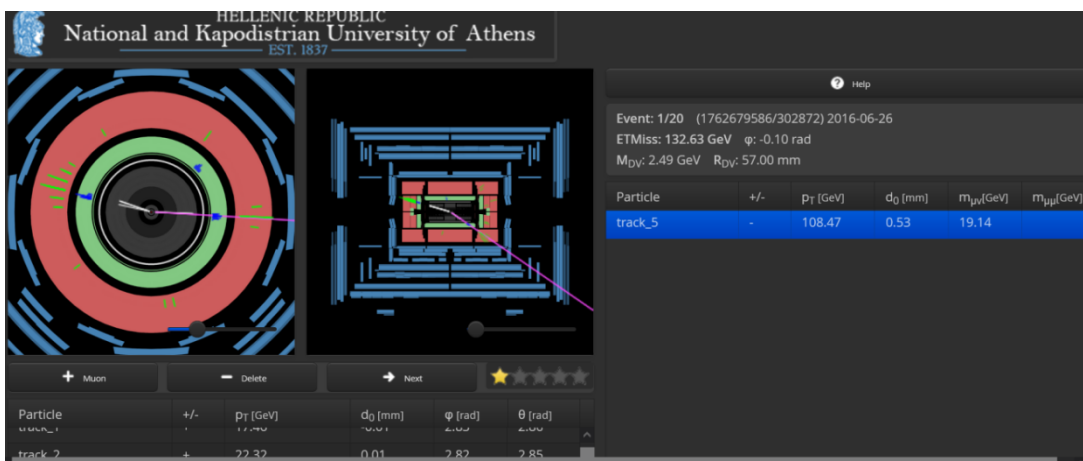 HELLENIC REPUBLIC
National and Kapodistrian University of Athens
EST. 1837
Help
Event: 1/20 (1762679586/302872) 2016-06-26
ETMiss: 132.63 GeV φ: -0.10 rad
MDV: 2.49 GeV RDV: 57.00 mm
Particle +/- pT [GeV] d0 [mm] mμν[GeV] mμμ[GeV]
track_5 - 108.47 0.53 19.14
+ Muon − Delete → Next
Particle +/- pT [GeV] d0 [mm] φ [rad] θ [rad]
track_2 + 22.32 0.01 2.82 2.85